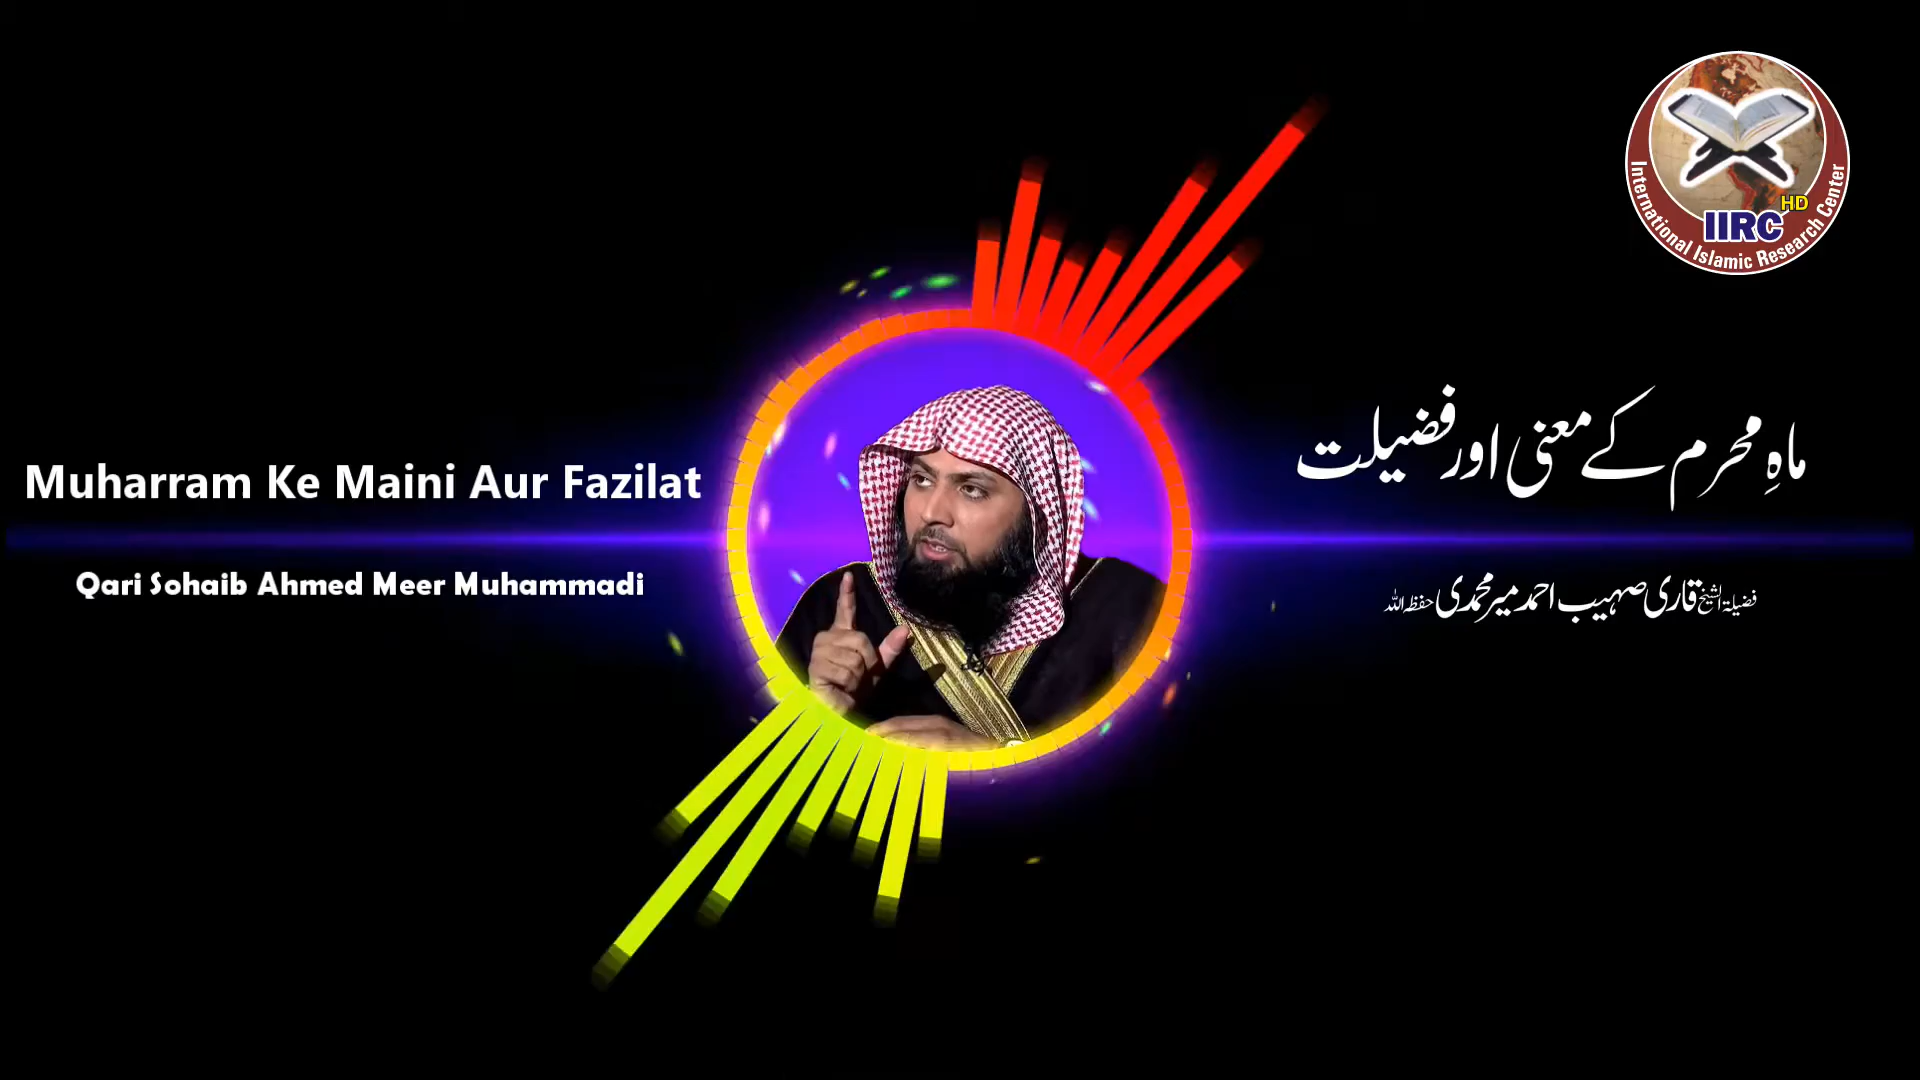 International Islamic Research Center
IIRC
HD
Muharram Ke Maini Aur Fazilat
Qari Sohaib Ahmed Meer Muhammadi
ماہِ محرم کے معنی اور فضیلت
فضیلۃ الشیخ قاری صہیب احمد میر محمدی حفظہ اللہ